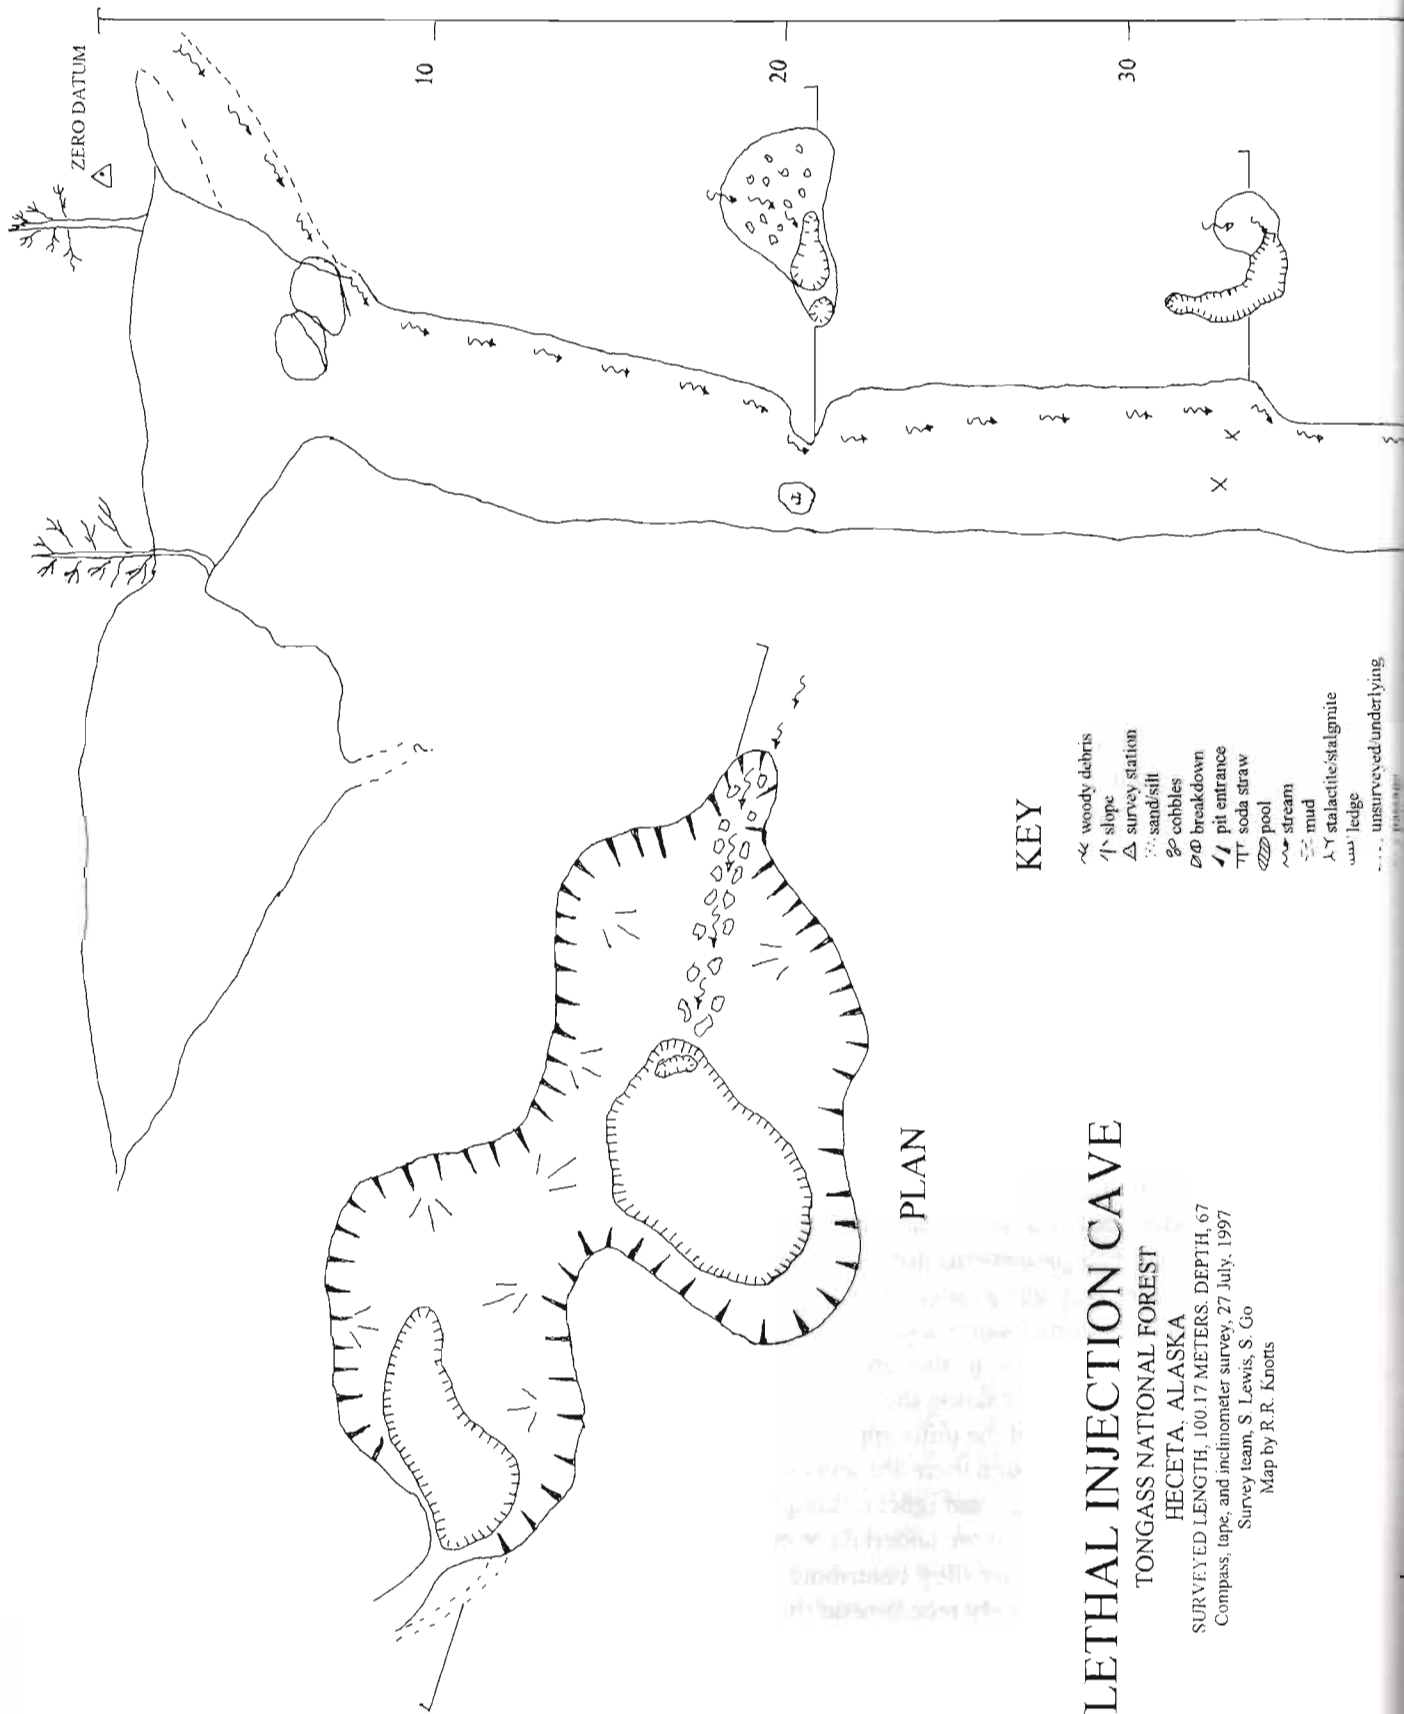 ZERO DATUM
10
20
30
PLAN
KEY
woody debris
slope
survey station
sand/silt
cobbles
breakdown
pit entrance
soda straw
pool
stream
mud
stalactite/stalgmite
ledge
unsurveyed/underlying
LETHAL INJECTION CAVE
TONGASS NATIONAL FOREST
HECETA, ALASKA
SURVEYED LENGTH, 100.17 METERS. DEPTH, 67
Compass, tape, and inclinometer survey, 27 July, 1997
Survey team, S. Lewis, S. Go
Map by R.R. Knotts